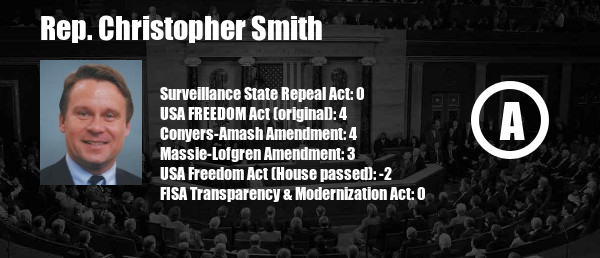 Rep. Christopher Smith
Surveillance State Repeal Act: 0
USA FREEDOM Act (original): 4
Conyers-Amash Amendment: 4
Massie-Lofgren Amendment: 3
USA Freedom Act (House passed): -2
FISA Transparency & Modernization Act: 0
A